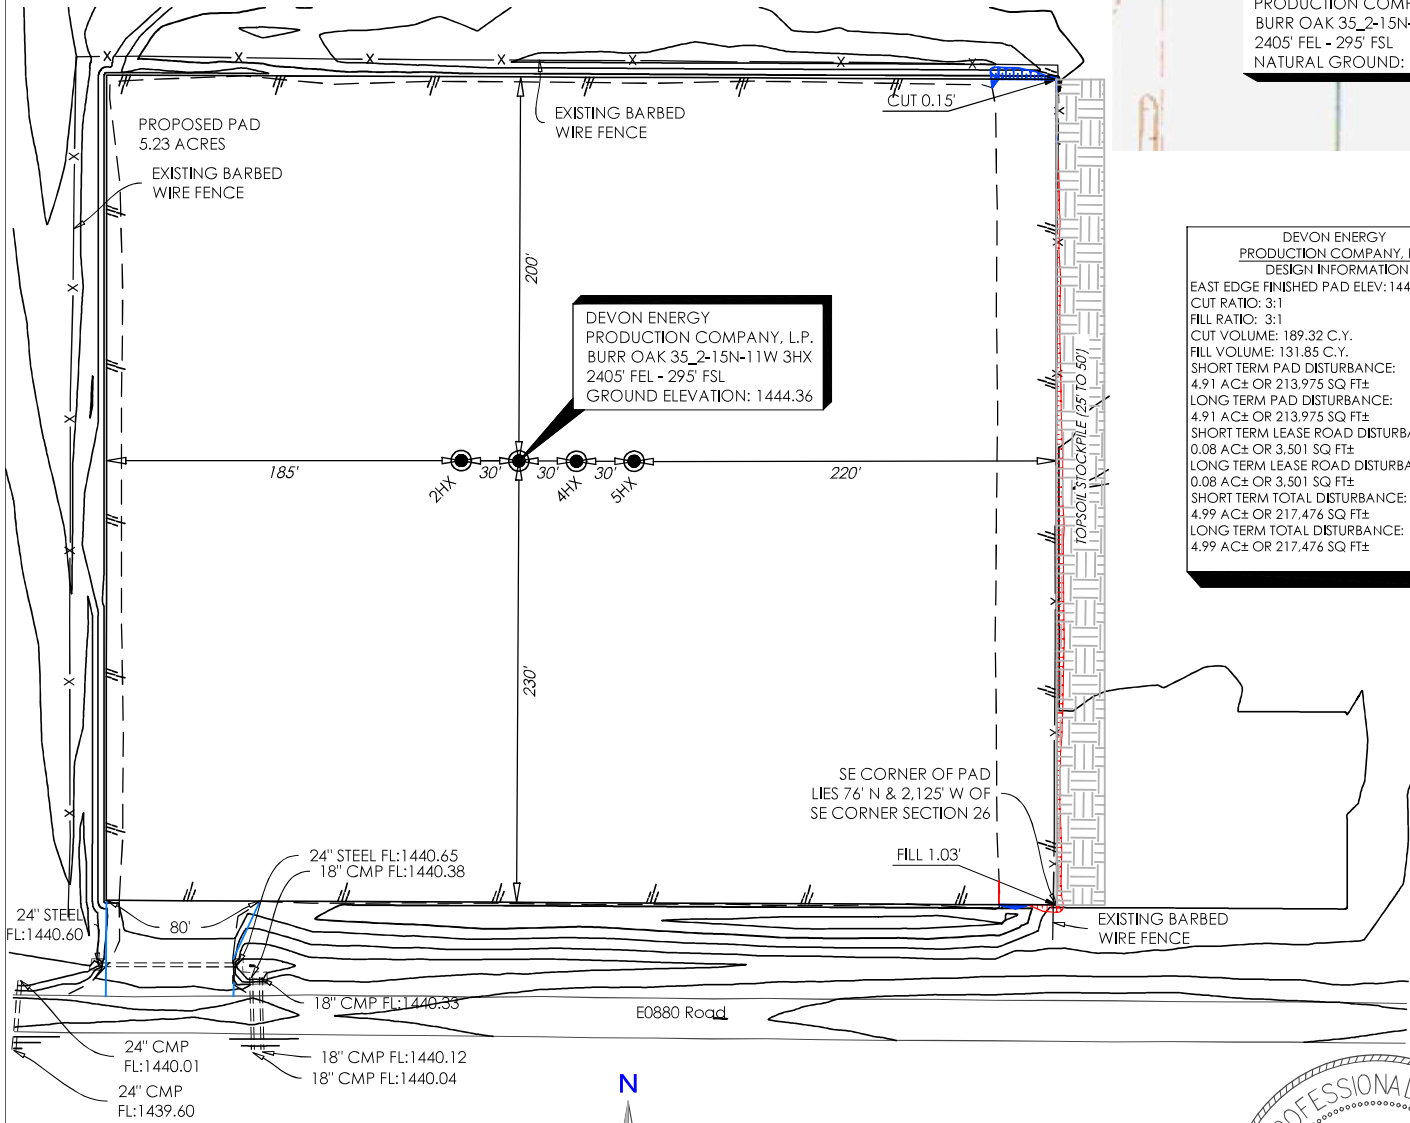 PRODUCTION COMP
BURR OAK 35_2-15N-
2405' FEL - 295' FSL
NATURAL GROUND:
CUT 0.15'
EXISTING BARBED
WIRE FENCE
PROPOSED PAD
5.23 ACRES
EXISTING BARBED
WIRE FENCE
200'
DEVON ENERGY
PRODUCTION COMPANY, L.P.
BURR OAK 35_2-15N-11W 3HX
2405' FEL - 295' FSL
GROUND ELEVATION: 1444.36
DEVON ENERGY
PRODUCTION COMPANY,
DESIGN INFORMATION
EAST EDGE FINISHED PAD ELEV: 144
CUT RATIO: 3:1
FILL RATIO: 3:1
CUT VOLUME: 189.32 C.Y.
FILL VOLUME: 131.85 C.Y.
SHORT TERM PAD DISTURBANCE:
4.91 AC± OR 213,975 SQ FT±
LONG TERM PAD DISTURBANCE:
4.91 AC± OR 213,975 SQ FT±
SHORT TERM LEASE ROAD DISTURBA
0.08 AC± OR 3,501 SQ FT±
LONG TERM LEASE ROAD DISTURBA
0.08 AC± OR 3,501 SQ FT±
SHORT TERM TOTAL DISTURBANCE:
4.99 AC± OR 217,476 SQ FT±
LONG TERM TOTAL DISTURBANCE:
4.99 AC± OR 217,476 SQ FT±
TOPSOIL STOCKPILE (25' TO 50')
185'
30'
30'
30'
220'
2HX
4HX
5HX
230'
SE CORNER OF PAD
LIES 76' N & 2,125' W OF
SE CORNER SECTION 26
FILL 1.03'
24" STEEL FL:1440.65
18" CMP FL:1440.38
24" STEEL
FL:1440.60
80'
EXISTING BARBED
WIRE FENCE
18" CMP FL:1440.33
E0880 Road
24" CMP
FL:1440.01
18" CMP FL:1440.12
18" CMP FL:1440.04
24" CMP
FL:1439.60
N
OFESSIONAL